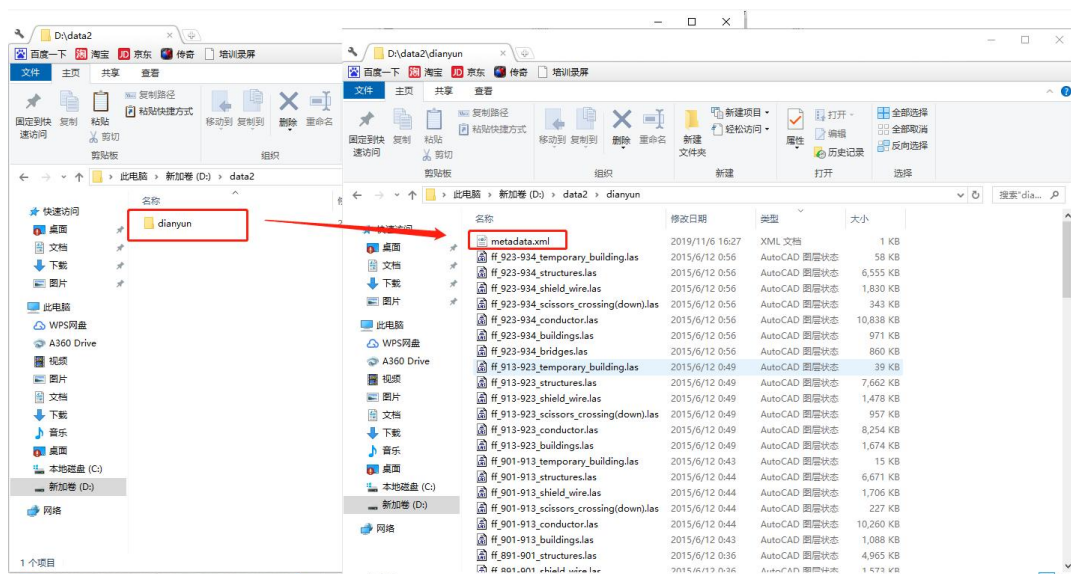 D:\data2
百度一下 淘宝 京东 传奇 培训录屏
文件 主页 共享 查看
固定到快速访问 复制 粘贴 复制路径 粘贴快捷方式 剪切 移动到 复制到 删除 重命名
剪贴板 组织
此电脑 新加卷 (D:) data2
名称
快速访问
dianyun
桌面
文档
下载
图片
此电脑
WPS网盘
A360 Drive
视频
图片
文档
下载
音乐
桌面
本地磁盘 (C:)
新加卷 (D:)
网络
1 个项目
D:\data2\dianyun
百度一下 淘宝 京东 传奇 培训录屏
文件 主页 共享 查看
固定到快速访问 复制 粘贴 复制路径 粘贴快捷方式 剪切 移动到 复制到 删除 重命名 新建文件夹 新建项目 轻松访问 属性 打开 编辑 历史记录 全部选择 全部取消 反向选择
剪贴板 组织 新建 打开 选择
此电脑 新加卷 (D:) data2 dianyun 搜索"dia...
快速访问
桌面
文档
下载
图片
此电脑
WPS网盘
A360 Drive
视频
图片
文档
下载
音乐
桌面
本地磁盘 (C:)
新加卷 (D:)
网络
名称 修改日期 类型 大小
metadata.xml 2019/11/6 16:27 XML 文档 1 KB
ff_923-934_temporary_building.las 2015/6/12 0:56 AutoCAD 图层状态 58 KB
ff_923-934_structures.las 2015/6/12 0:56 AutoCAD 图层状态 6,555 KB
ff_923-934_shield_wire.las 2015/6/12 0:56 AutoCAD 图层状态 1,830 KB
ff_923-934_scissors_crossing(down).las 2015/6/12 0:56 AutoCAD 图层状态 343 KB
ff_923-934_conductor.las 2015/6/12 0:56 AutoCAD 图层状态 10,838 KB
ff_923-934_buildings.las 2015/6/12 0:56 AutoCAD 图层状态 971 KB
ff_923-934_bridges.las 2015/6/12 0:56 AutoCAD 图层状态 860 KB
ff_913-923_temporary_building.las 2015/6/12 0:49 AutoCAD 图层状态 39 KB
ff_913-923_structures.las 2015/6/12 0:49 AutoCAD 图层状态 7,662 KB
ff_913-923_shield_wire.las 2015/6/12 0:49 AutoCAD 图层状态 1,478 KB
ff_913-923_scissors_crossing(down).las 2015/6/12 0:49 AutoCAD 图层状态 957 KB
ff_913-923_conductor.las 2015/6/12 0:49 AutoCAD 图层状态 8,254 KB
ff_913-923_buildings.las 2015/6/12 0:49 AutoCAD 图层状态 1,674 KB
ff_901-913_temporary_building.las 2015/6/12 0:43 AutoCAD 图层状态 15 KB
ff_901-913_structures.las 2015/6/12 0:44 AutoCAD 图层状态 6,671 KB
ff_901-913_shield_wire.las 2015/6/12 0:44 AutoCAD 图层状态 1,706 KB
ff_901-913_scissors_crossing(down).las 2015/6/12 0:44 AutoCAD 图层状态 227 KB
ff_901-913_conductor.las 2015/6/12 0:44 AutoCAD 图层状态 10,260 KB
ff_901-913_buildings.las 2015/6/12 0:43 AutoCAD 图层状态 1,088 KB
ff_891-901_structures.las 2015/6/12 0:36 AutoCAD 图层状态 4,965 KB
ff_891-901_shield_wire.las 2015/6/12 0:36 AutoCAD 图层状态 1,573 KB